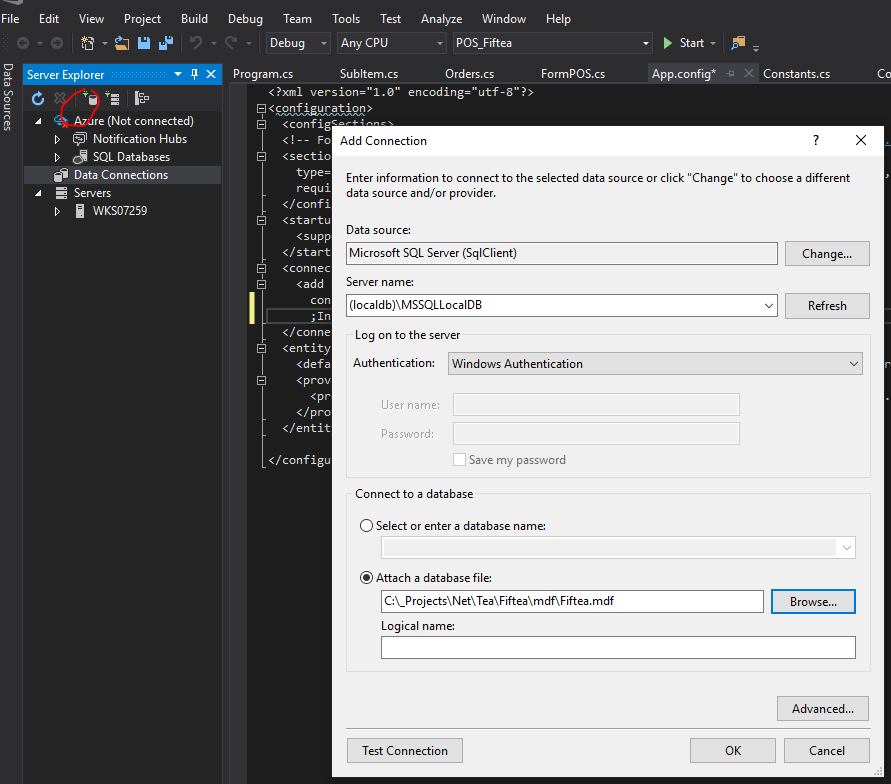 File Edit View Project Build Debug Team Tools Test Analyze Window Help
Debug Any CPU POS_Fiftea Start
Data Sources
Server Explorer
Azure (Not connected)
Notification Hubs
SQL Databases
Data Connections
Servers
WKS07259
Program.cs SubItem.cs Orders.cs FormPOS.cs App.config* Constants.cs Co
<?xml version="1.0" encoding="utf-8"?>
<configuration>
<configSections>
<!-- Fo
<section
type=
requi
</confi
<startu
<suppo
</start
<connec
<add
con
;In
</conne
<entity
<defa
<prov
<pr
</pro
</entit
</configu
Add Connection
?
Enter information to connect to the selected data source or click "Change" to choose a different
data source and/or provider.
Data source:
Microsoft SQL Server (SqlClient) Change...
Server name:
(localdb)\MSSQLLocalDB Refresh
Log on to the server
Authentication: Windows Authentication
User name:
Password:
Save my password
Connect to a database
Select or enter a database name:
Attach a database file:
C:\_Projects\Net\Tea\Fiftea\mdf\Fiftea.mdf Browse...
Logical name:
Advanced...
Test Connection OK Cancel